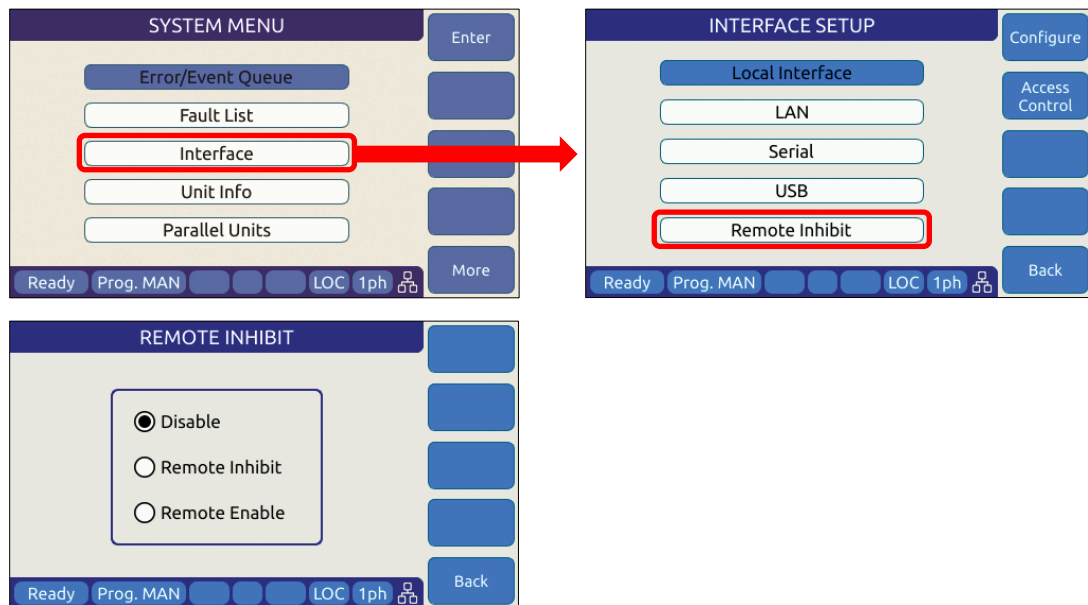 SYSTEM MENU
Enter
Error/Event Queue
Fault List
Interface
Unit Info
Parallel Units
More
Ready Prog. MAN LOC 1ph
INTERFACE SETUP
Configure
Local Interface
Access
Control
LAN
Serial
USB
Remote Inhibit
Back
Ready Prog. MAN LOC 1ph
REMOTE INHIBIT
Disable
Remote Inhibit
Remote Enable
Back
Ready Prog. MAN LOC 1ph